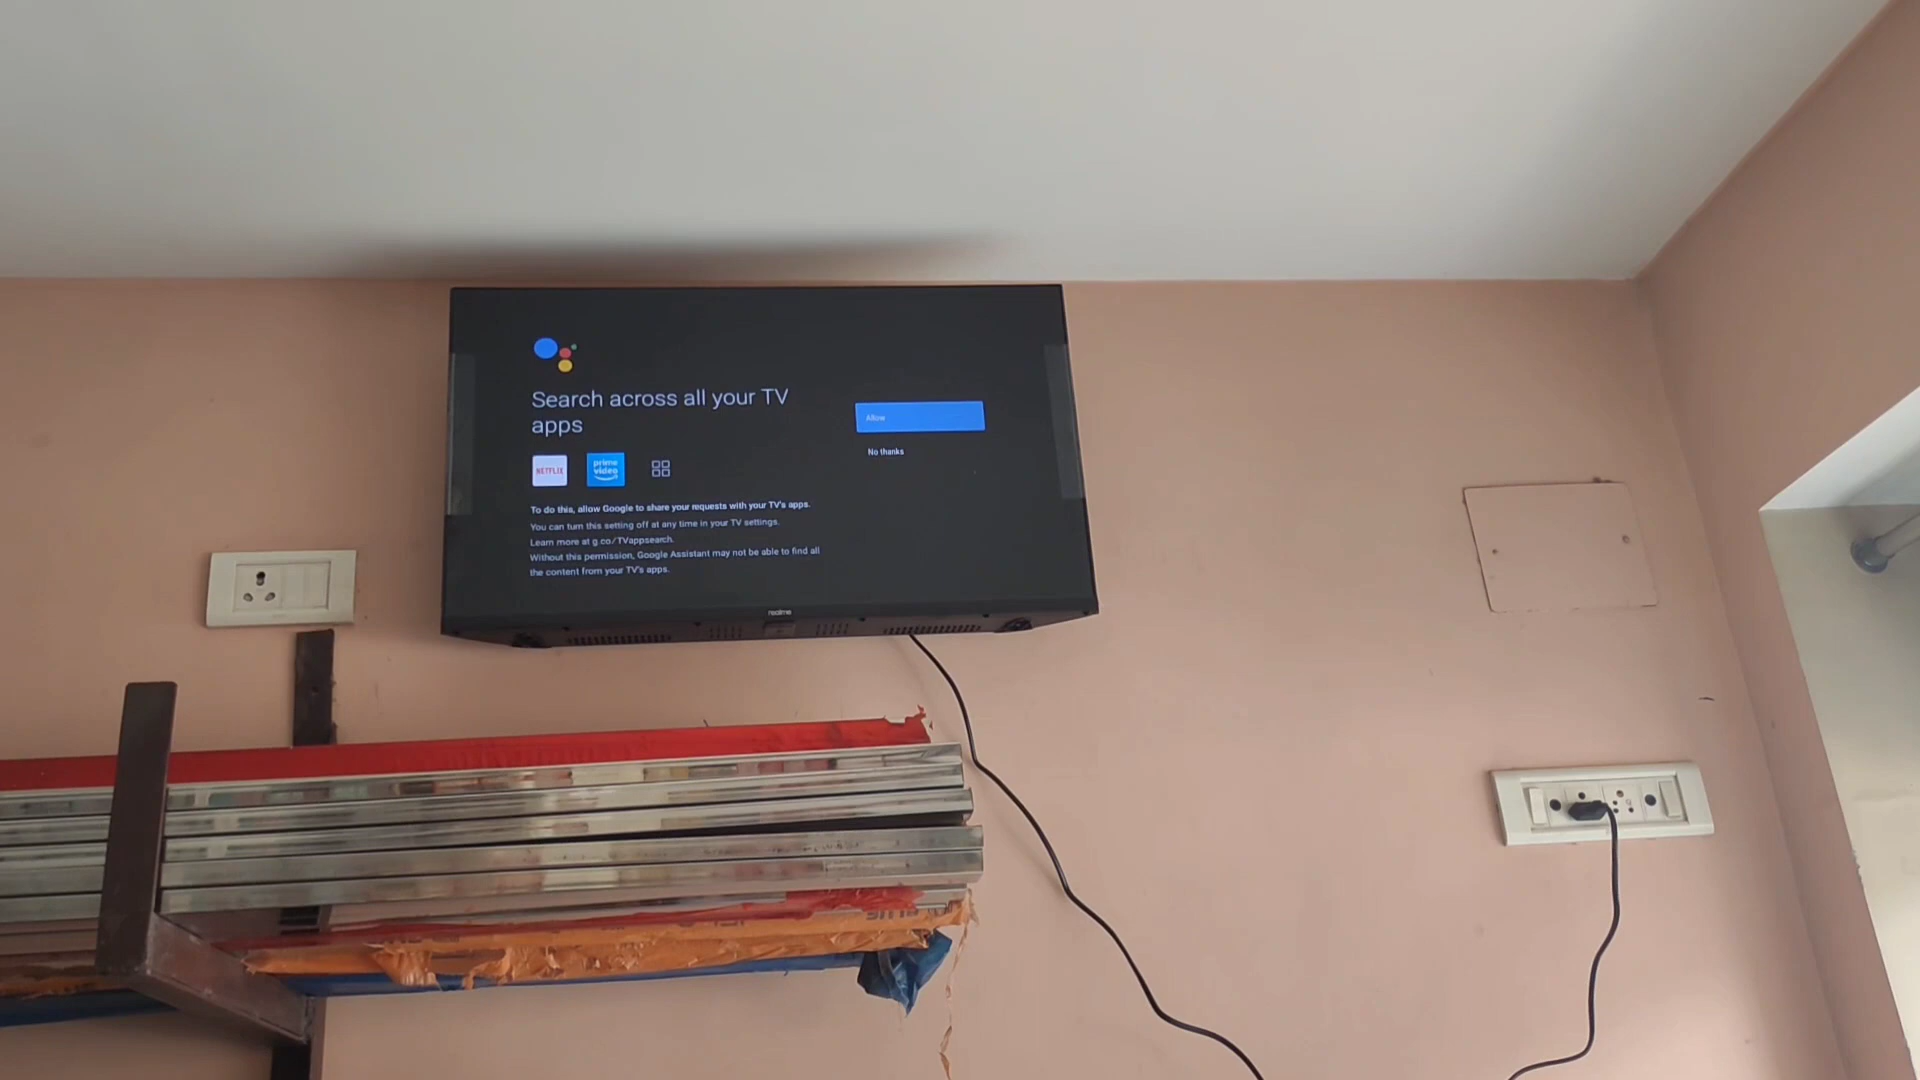 Search across all your TV
apps
NETFLIX
prime
video
To do this, allow Google to share your requests with your TV's apps.
You can turn this setting off at any time in your TV settings.
Learn more at g.co/TVappsearch.
Without this permission, Google Assistant may not be able to find all
the content from your TV's apps.
Allow
No thanks
realme